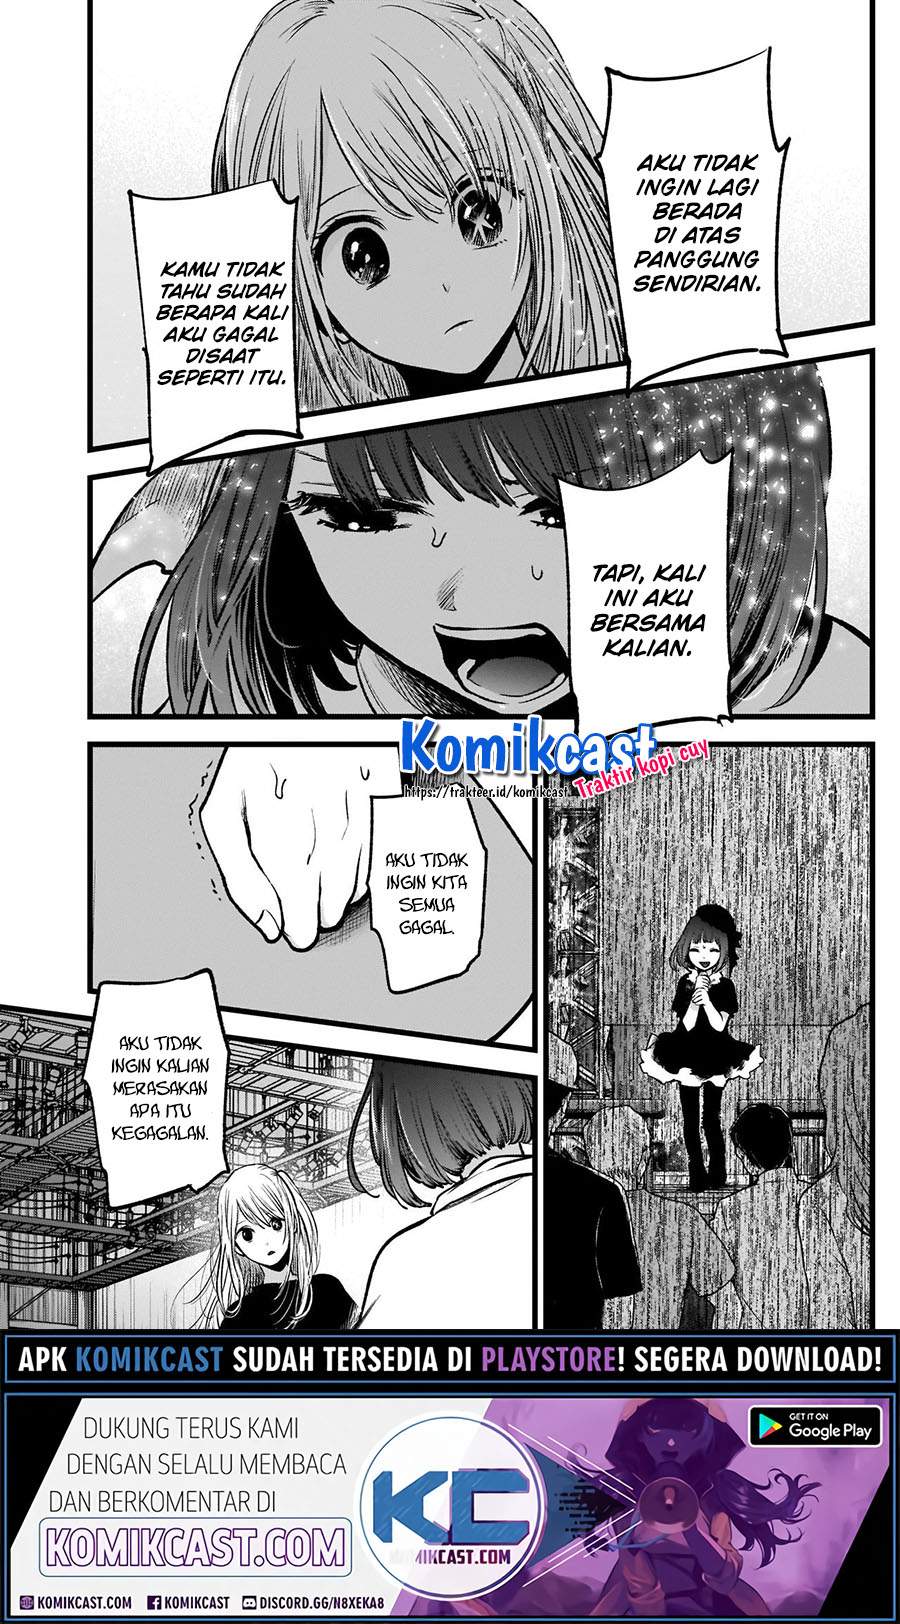 AKU TIDAK
INGIN LAGI
BERADA
DI ATAS
PANGGUNG
SENDIRIAN.
KAMU TIDAK
TAHU SUDAH
BERAPA KALI
AKU GAGAL
DISAAT
SEPERTI ITU.
TAPI, KALI
INI AKU
BERSAMA
KALIAN.
Komikcast
Traktir kopi cuy
https://trakteer.id/komikcast
AKU TIDAK
INGIN KITA
SEMUA
GAGAL.
AKU TIDAK
INGIN KALIAN
MERASAKAN
APA ITU
KEGAGALAN.
APK KOMIKCAST SUDAH TERSEDIA DI PLAYSTORE! SEGERA DOWNLOAD!
DUKUNG TERUS KAMI
DENGAN SELALU MEMBACA
DAN BERKOMENTAR DI
KOMIKCAST.COM
KC
KOMIKCAST.COM
GET IT ON
Google Play
KOMIKCAST.COM KOMIKCAST DISCORD.GG/N8XEKA8